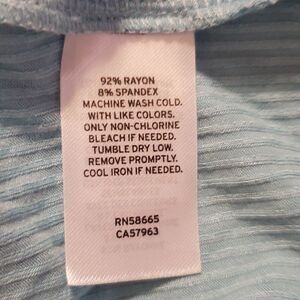 92% RAYON
8% SPANDEX
MACHINE WASH COLD.
WITH LIKE COLORS.
ONLY NON-CHLORINE
BLEACH IF NEEDED.
TUMBLE DRY LOW.
REMOVE PROMPTLY.
COOL IRON IF NEEDED.
RN58665
CA57963